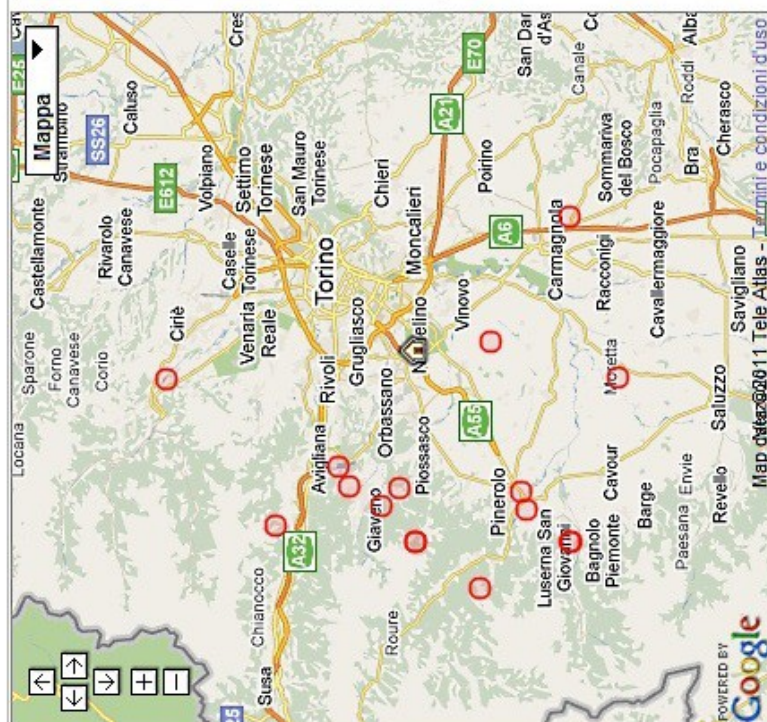 Locana
Sparone
Castellamonte
E25
Mappa
Forno
Canavese
Strambino
Corio
Rivarolo
Canavese
SS26
Caluso
Ciriè
E612
Volpiano
Cres
Caselle
Torinese
Settimo
Torinese
Venaria
Reale
San Mauro
Torinese
Susa
Chianocco
A32
Avigliana
Rivoli
Torino
Grugliasco
Chieri
Giaveno
Orbassano
Roure
Piossasco
Moncalieri
A21
E70
Vinovo
A55
Poirino
Pinerolo
A6
San Dam
d'As
Luserna San
Giovanni
Carmagnola
Canale
Bagnolo
Piemonte
Cavour
Moretta
Racconigi
Sommariva
del Bosco
Barge
Pocapaglia
Cavallermaggiore
Paesana
Envie
Roddi
Alba
Bra
Revello
Saluzzo
Savigliano
Cherasco
POWERED BY
Google
Tele Atlas - Termini e condizioni d'uso